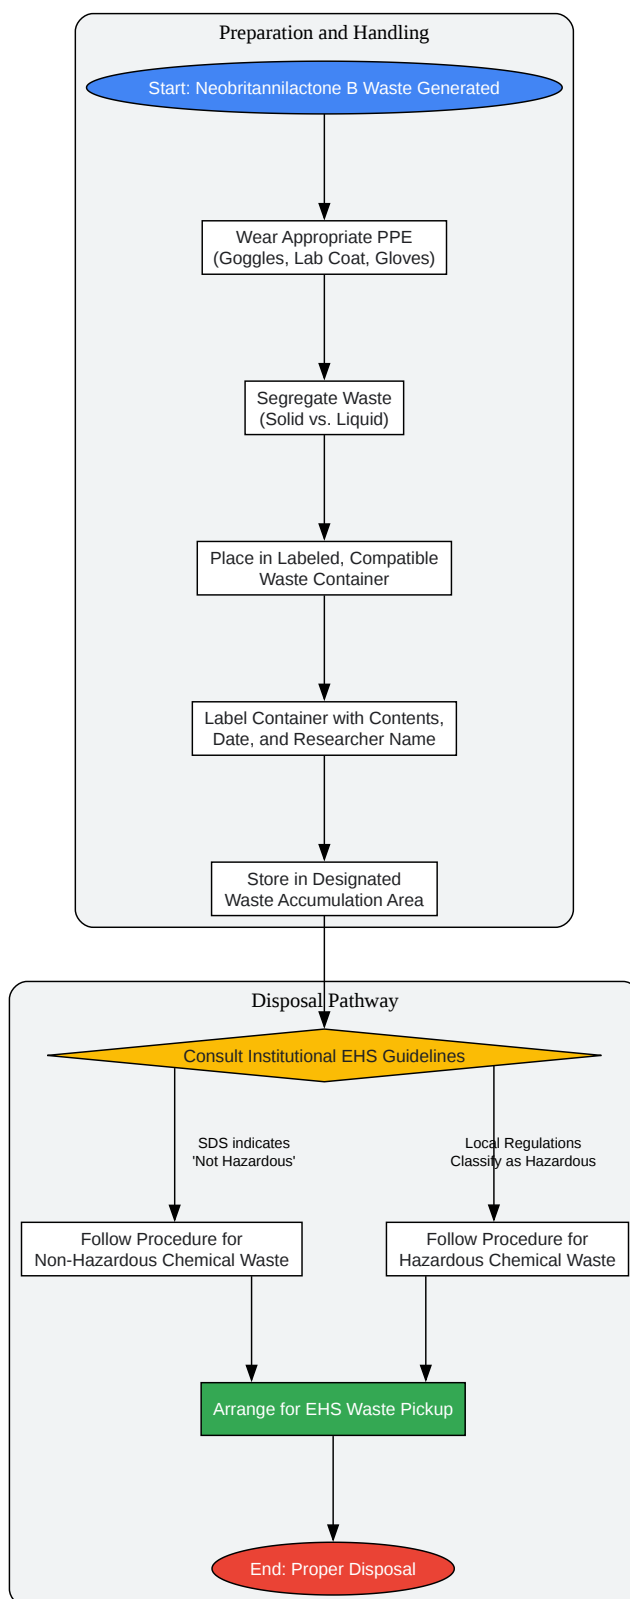 Preparation and Handling
Start: Neobritannilactone B Waste Generated
Wear Appropriate PPE
(Goggles, Lab Coat, Gloves)
Segregate Waste
(Solid vs. Liquid)
Place in Labeled, Compatible
Waste Container
Label Container with Contents,
Date, and Researcher Name
Store in Designated
Waste Accumulation Area
Disposal Pathway
Consult Institutional EHS Guidelines
SDS indicates
'Not Hazardous'
Local Regulations
Classify as Hazardous
Follow Procedure for
Non-Hazardous Chemical Waste
Follow Procedure for
Hazardous Chemical Waste
Arrange for EHS Waste Pickup
End: Proper Disposal